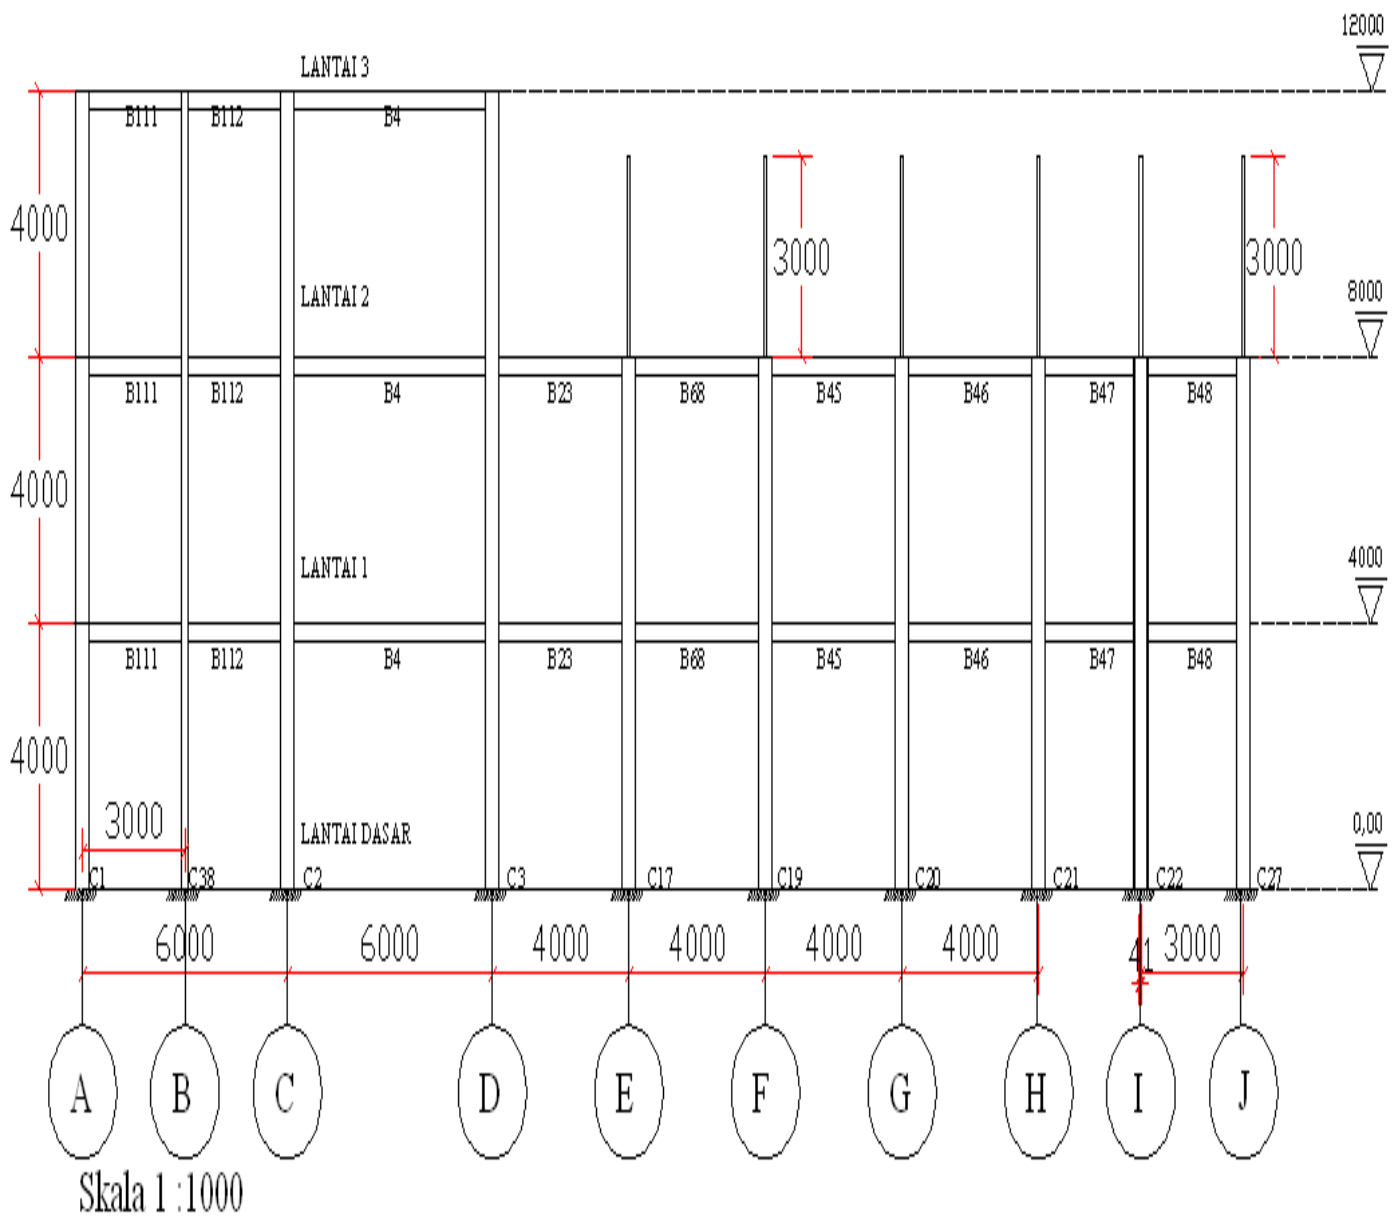 12000
LANTAI 3
B111 B112 B4
4000
3000 3000
LANTAI 2
8000
B111 B112 B4 B23 B68 B45 B46 B47 B48
4000
LANTAI 1
4000
B111 B112 B4 B23 B68 B45 B46 B47 B48
4000
3000
LANTAI DASAR
0,00
C1 C38 C2 C3 C17 C19 C20 C21 C22 C27
6000 6000 4000 4000 4000 4000 41 3000
A B C D E F G H I J
Skala 1 :1000